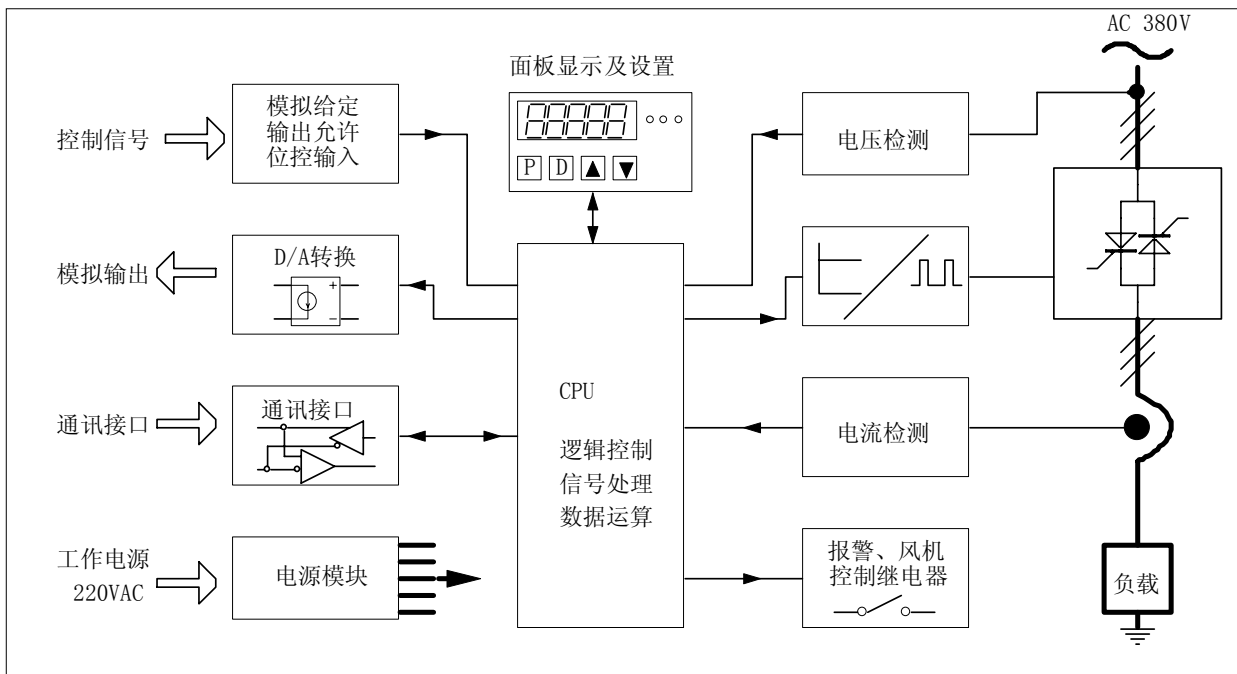 AC 380V
面板显示及设置
模拟给定
输出允许
位控输入
控制信号
P D
电压检测
模拟输出
D/A转换
+
−
CPU
逻辑控制
信号处理
数据运算
通讯接口
通讯接口
电流检测
工作电源
220VAC
电源模块
报警、风机
控制继电器
负载